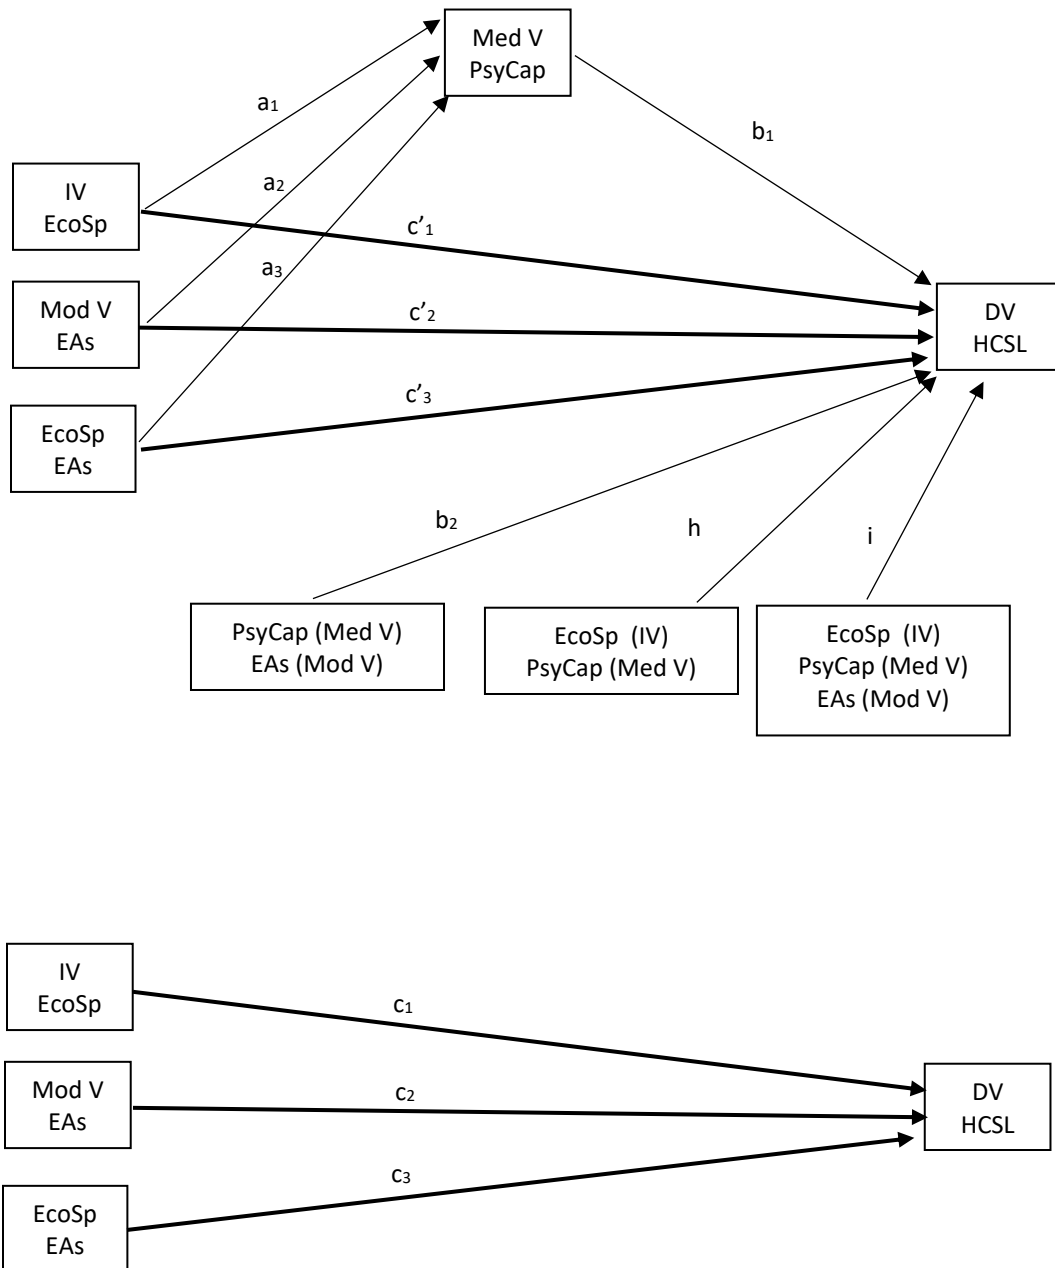 Med V
PsyCap
a1
b1
IV
EcoSp
a2
c’1
a3
Mod V
EAs
c’2
DV
HCSL
c’3
EcoSp
EAs
b2
h
i
PsyCap (Med V)
EAs (Mod V)
EcoSp (IV)
PsyCap (Med V)
EcoSp (IV)
PsyCap (Med V)
EAs (Mod V)
IV
EcoSp
c1
Mod V
EAs
c2
DV
HCSL
c3
EcoSp
EAs